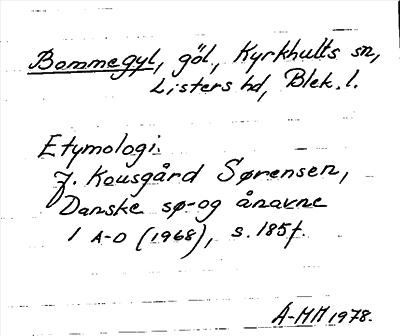 Bommegyl, göl, Kyrkhults sn,
Listers hd, Blek. l.
Etymologi:
J. Kousgård Sørensen,
Danske sø- og ånavne
1 A-D (1968), s. 185f.
A-MM 1978.